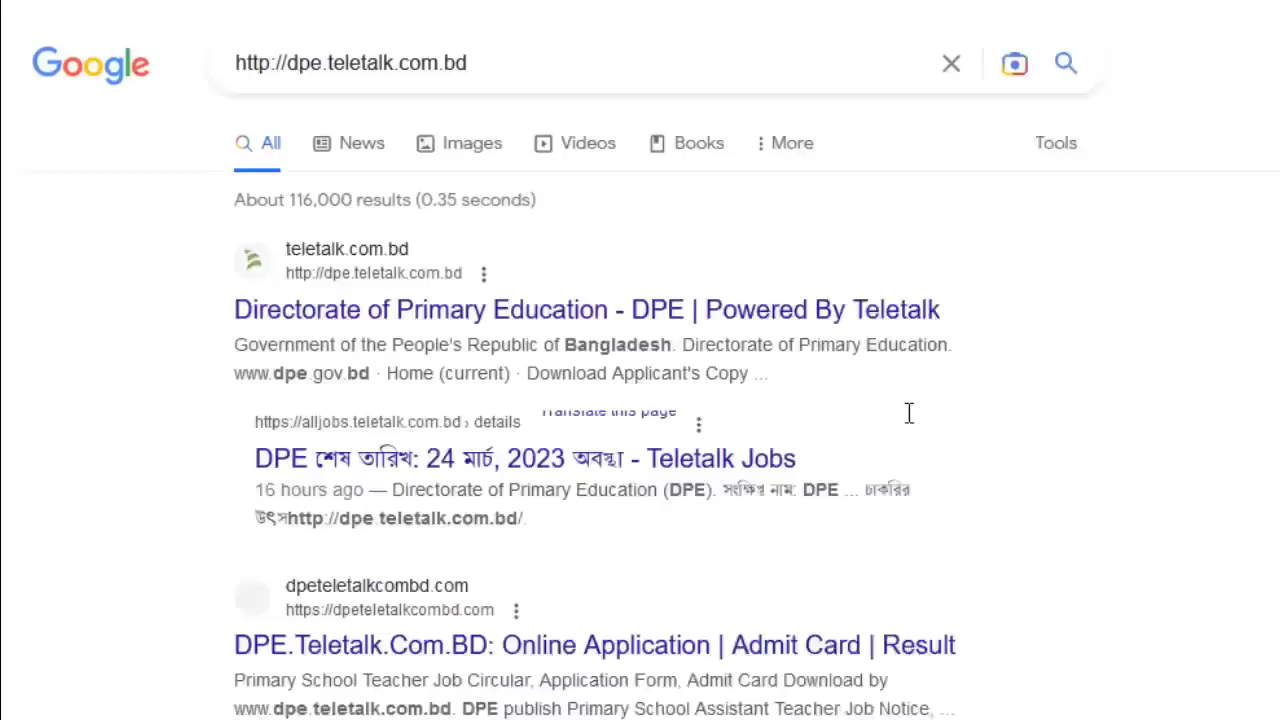 Google
http://dpe.teletalk.com.bd
All News Images Videos Books More Tools
About 116,000 results (0.35 seconds)
teletalk.com.bd
http://dpe.teletalk.com.bd
Directorate of Primary Education - DPE | Powered By Teletalk
Government of the People's Republic of Bangladesh. Directorate of Primary Education.
www.dpe.gov.bd · Home (current) · Download Applicant's Copy ...
https://alljobs.teletalk.com.bd › details Translate this page
DPE শেষ তারিখ: 24 মার্চ, 2023 অবস্থা - Teletalk Jobs
16 hours ago — Directorate of Primary Education (DPE). সংক্ষিপ্ত নাম: DPE ... চাকরির
উৎসhttp://dpe.teletalk.com.bd/.
dpeteletalkcombd.com
https://dpeteletalkcombd.com
DPE.Teletalk.Com.BD: Online Application | Admit Card | Result
Primary School Teacher Job Circular, Application Form, Admit Card Download by
www.dpe.teletalk.com.bd. DPE publish Primary School Assistant Teacher Job Notice, ...